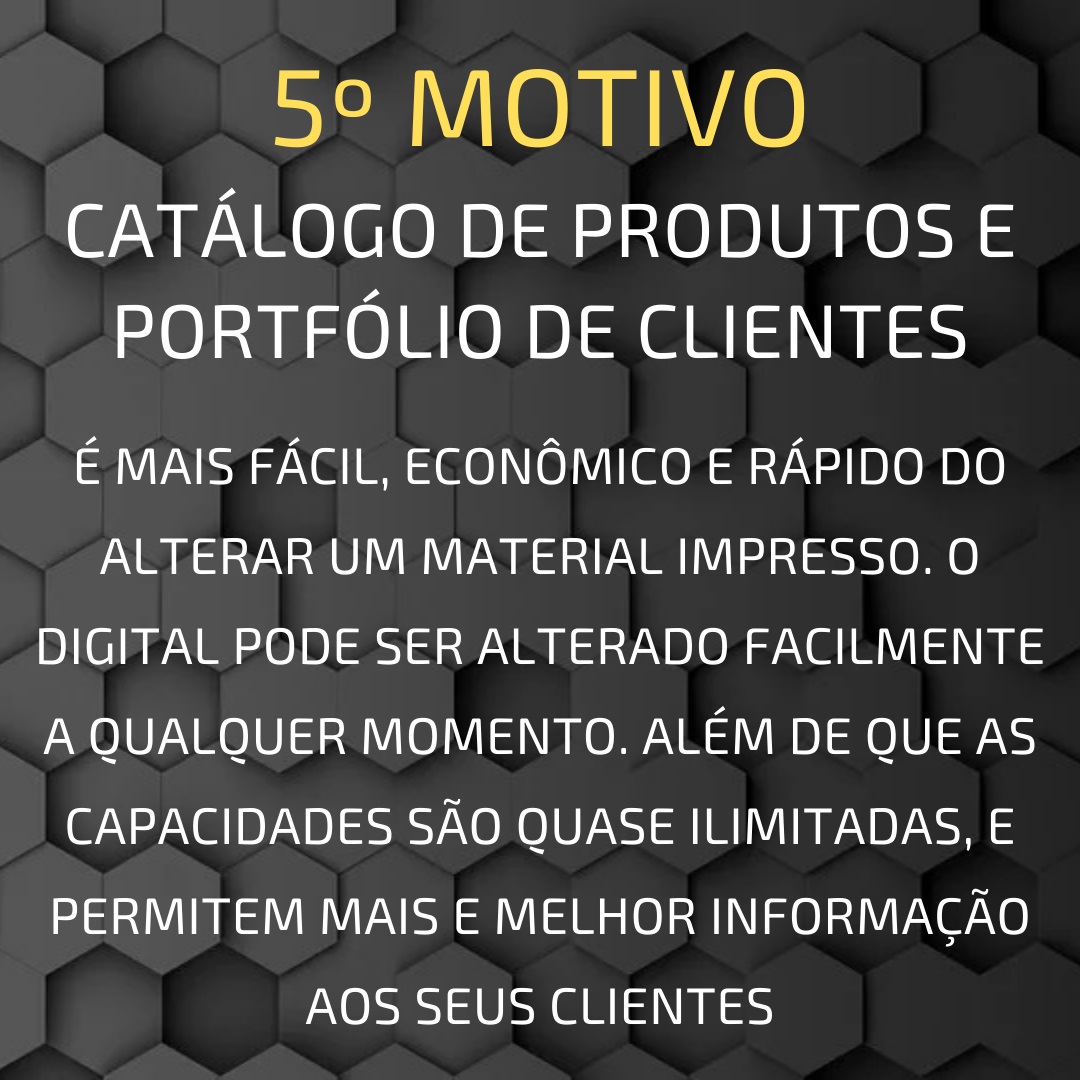 5º MOTIVO
CATÁLOGO DE PRODUTOS E
PORTFÓLIO DE CLIENTES
É MAIS FÁCIL, ECONÔMICO E RÁPIDO DO
ALTERAR UM MATERIAL IMPRESSO. O
DIGITAL PODE SER ALTERADO FACILMENTE
A QUALQUER MOMENTO. ALÉM DE QUE AS
CAPACIDADES SÃO QUASE ILIMITADAS, E
PERMITEM MAIS E MELHOR INFORMAÇÃO
AOS SEUS CLIENTES